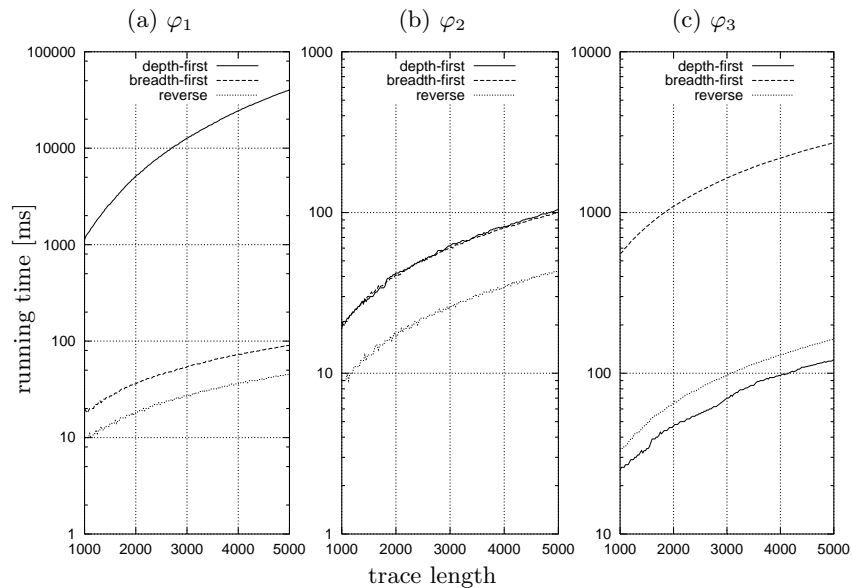 (a) φ1
(b) φ2
(c) φ3
running time [ms]
100000
10000
1000
100
10
1
depth-first
breadth-first
reverse
1000 2000 3000 4000 5000
1000
100
10
1
depth-first
breadth-first
reverse
1000 2000 3000 4000 5000
10000
1000
100
10
depth-first
breadth-first
reverse
1000 2000 3000 4000 5000
trace length